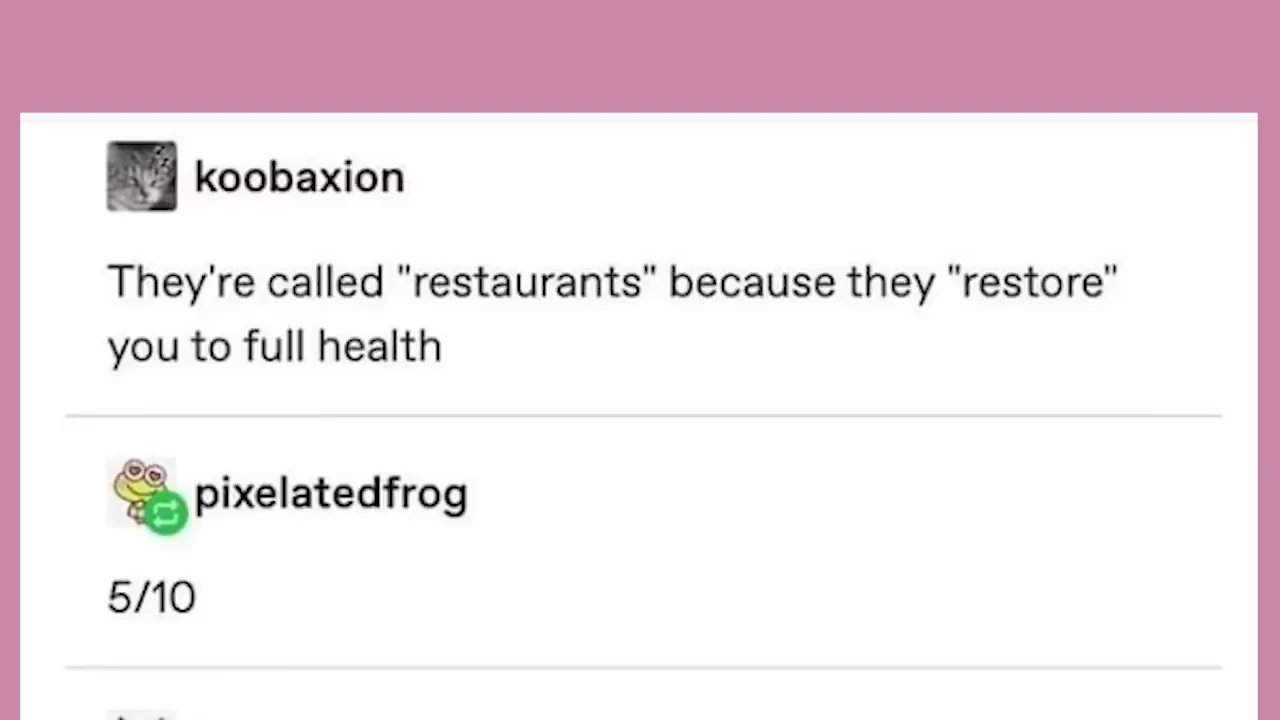 koobaxion
They're called "restaurants" because they "restore"
you to full health
pixelatedfrog
5/10